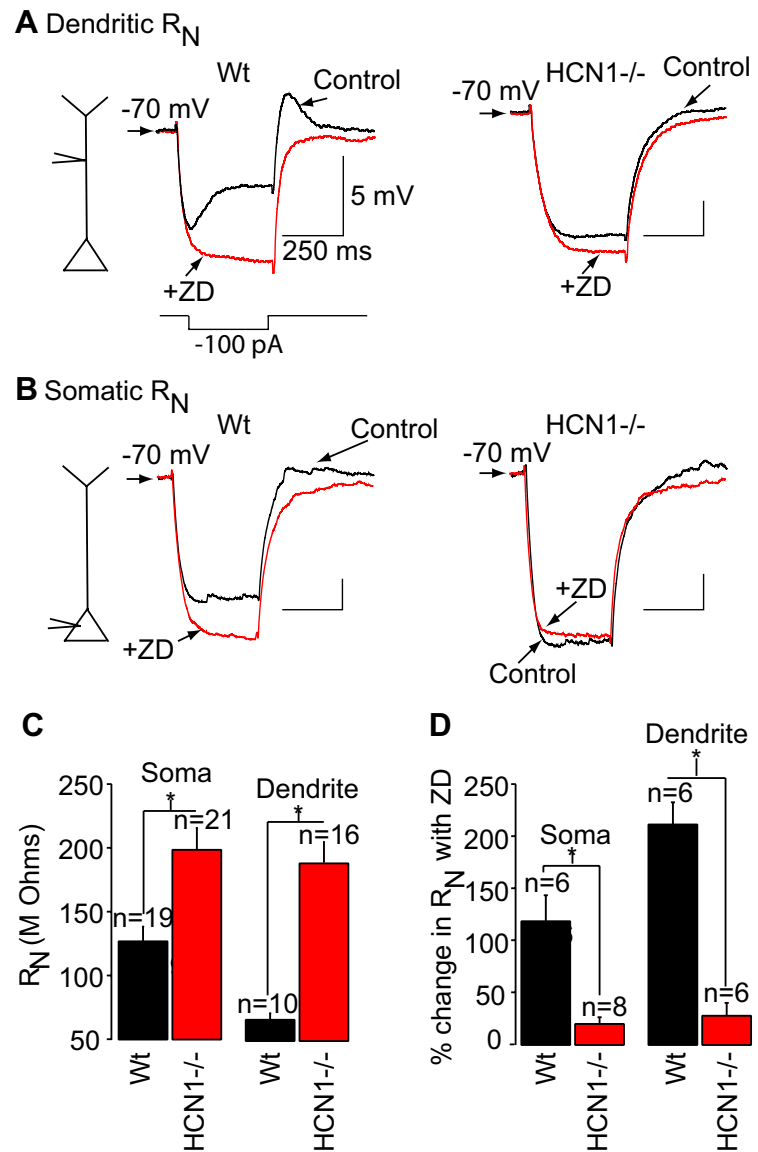 A Dendritic RN
Wt
HCN1-/-
Control
Control
-70 mV
-70 mV
5 mV
250 ms
+ZD
+ZD
-100 pA
B Somatic RN
Wt
HCN1-/-
Control
-70 mV
-70 mV
+ZD
+ZD
Control
C
RN (M Ohms)
250
200
150
100
50
Soma
*
n=19
n=21
Dendrite
*
n=10
n=16
Wt
HCN1-/-
Wt
HCN1-/-
D
% change in RN with ZD
250
200
150
100
50
0
Soma
*
n=6
n=8
Dendrite
*
n=6
n=6
Wt
HCN1-/-
Wt
HCN1-/-